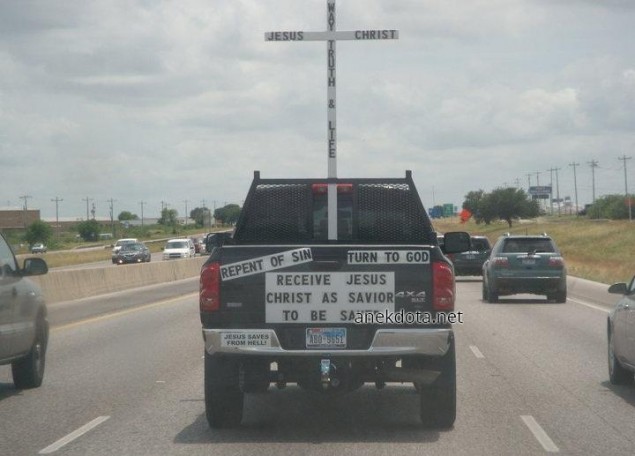 WAY TRUTH & LIFE
JESUS CHRIST
REPENT OF SIN
TURN TO GOD
RECEIVE JESUS
CHRIST AS SAVIOR
TO BE
4X4
anekdota.net
JESUS SAVES
FROM HELL!